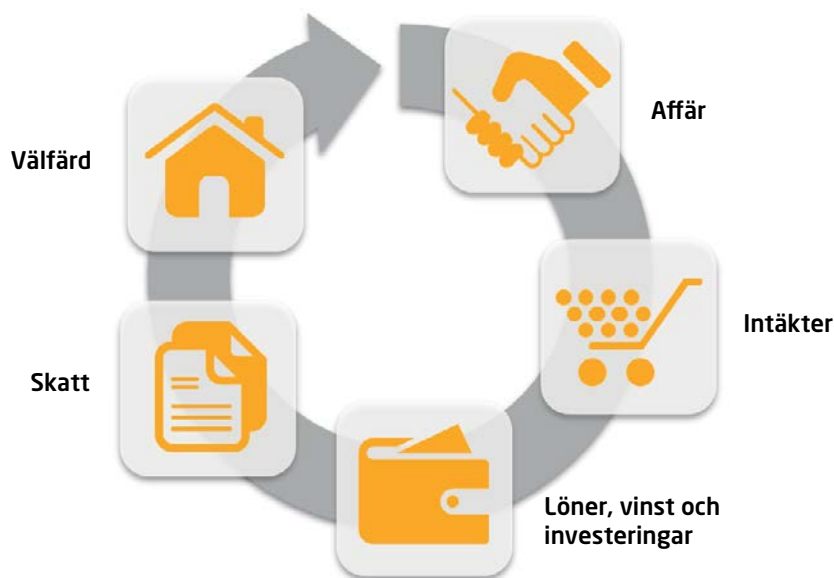 Affär
Intäkter
Löner, vinst och
investeringar
Skatt
Välfärd